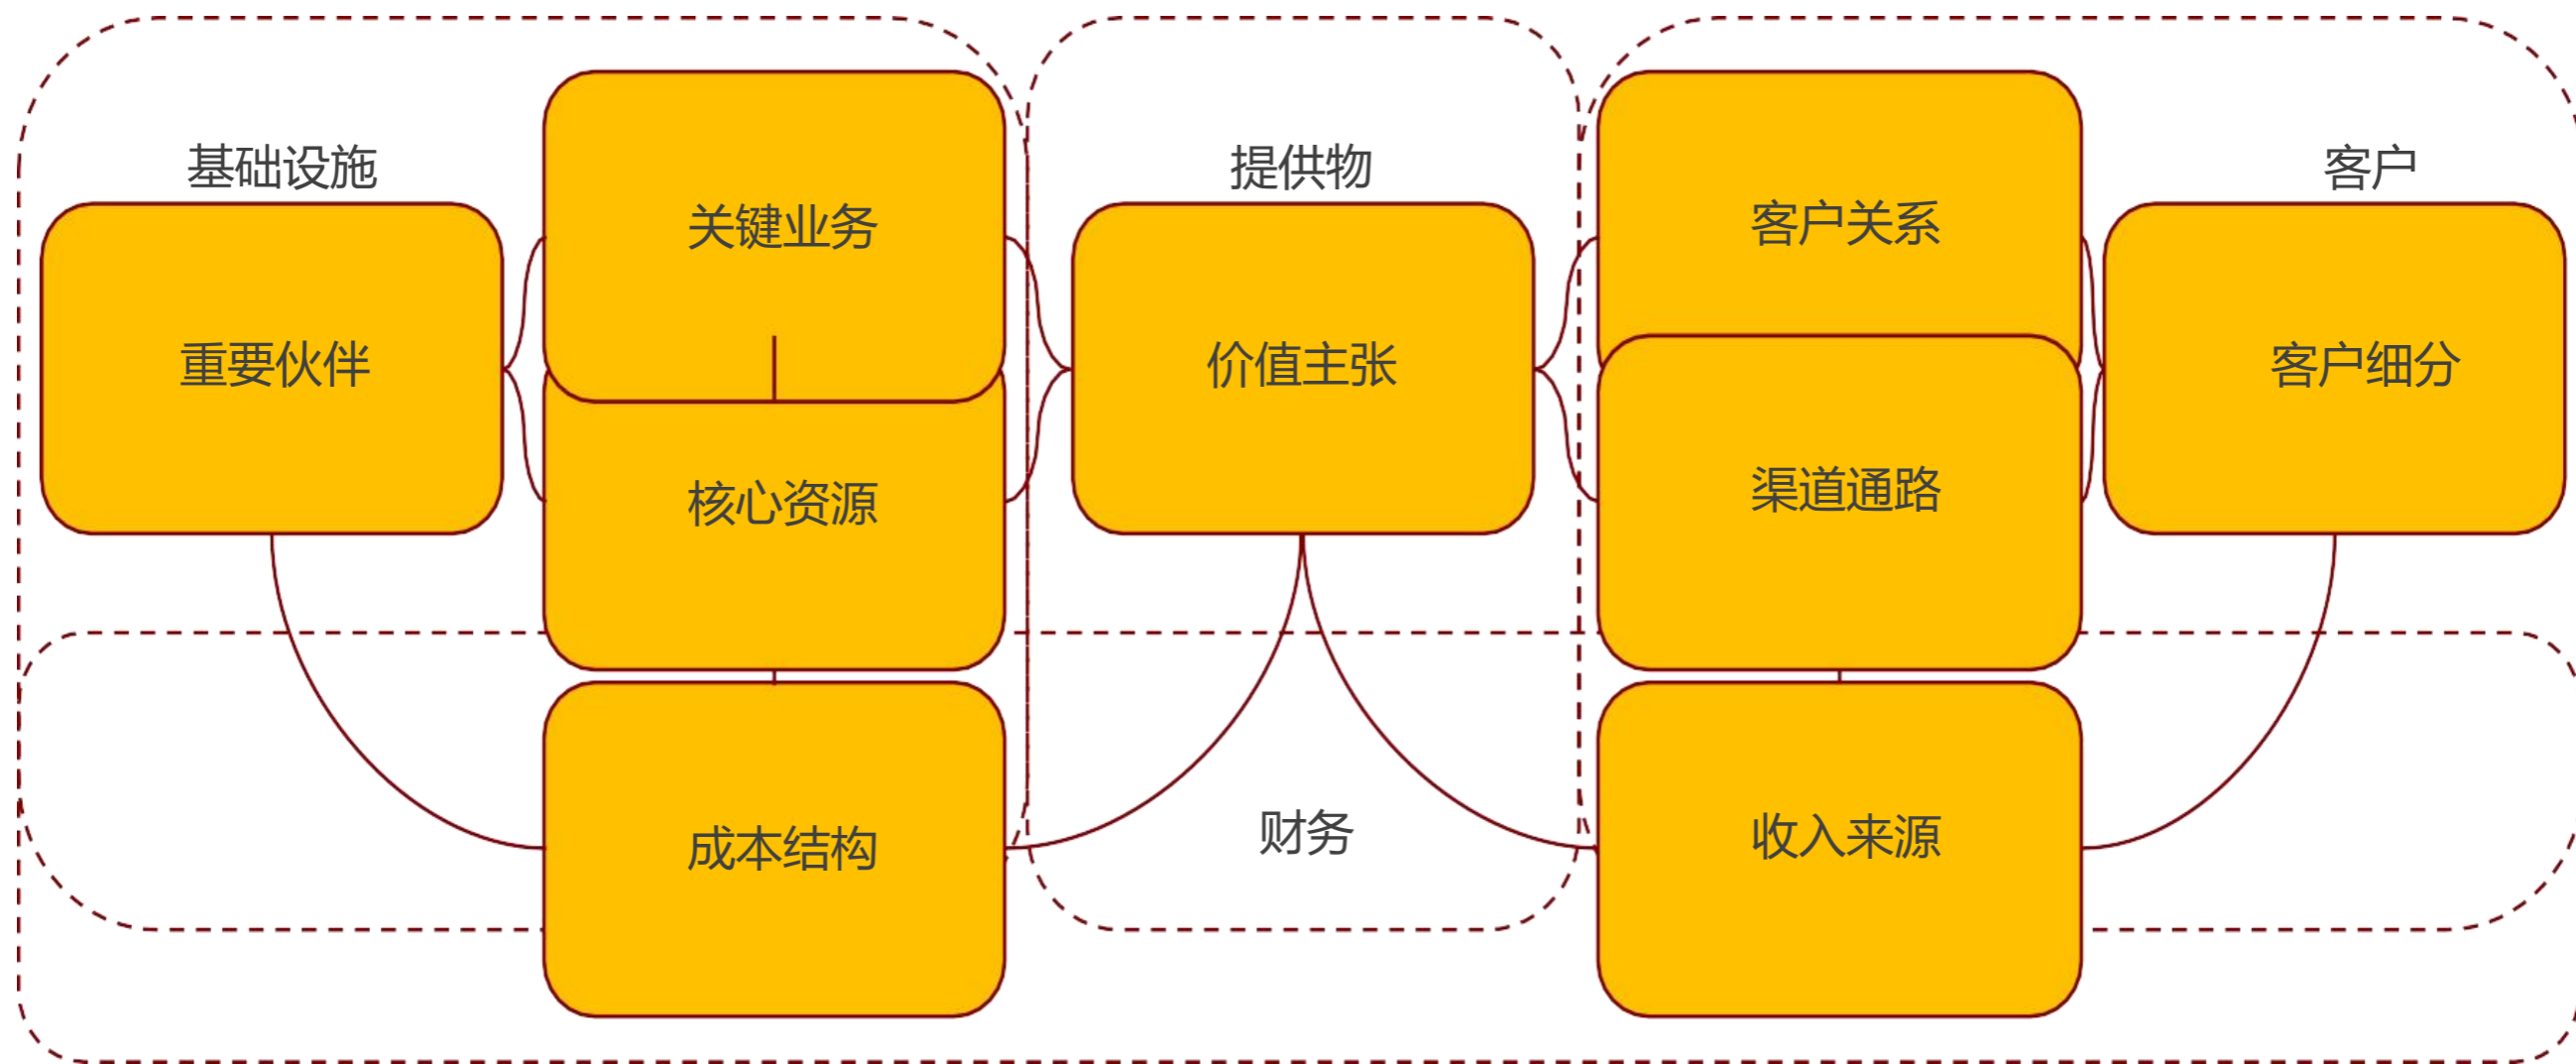 基础设施
提供物
客户
关键业务
客户关系
重要伙伴
价值主张
客户细分
核心资源
渠道通路
成本结构
财务
收入来源